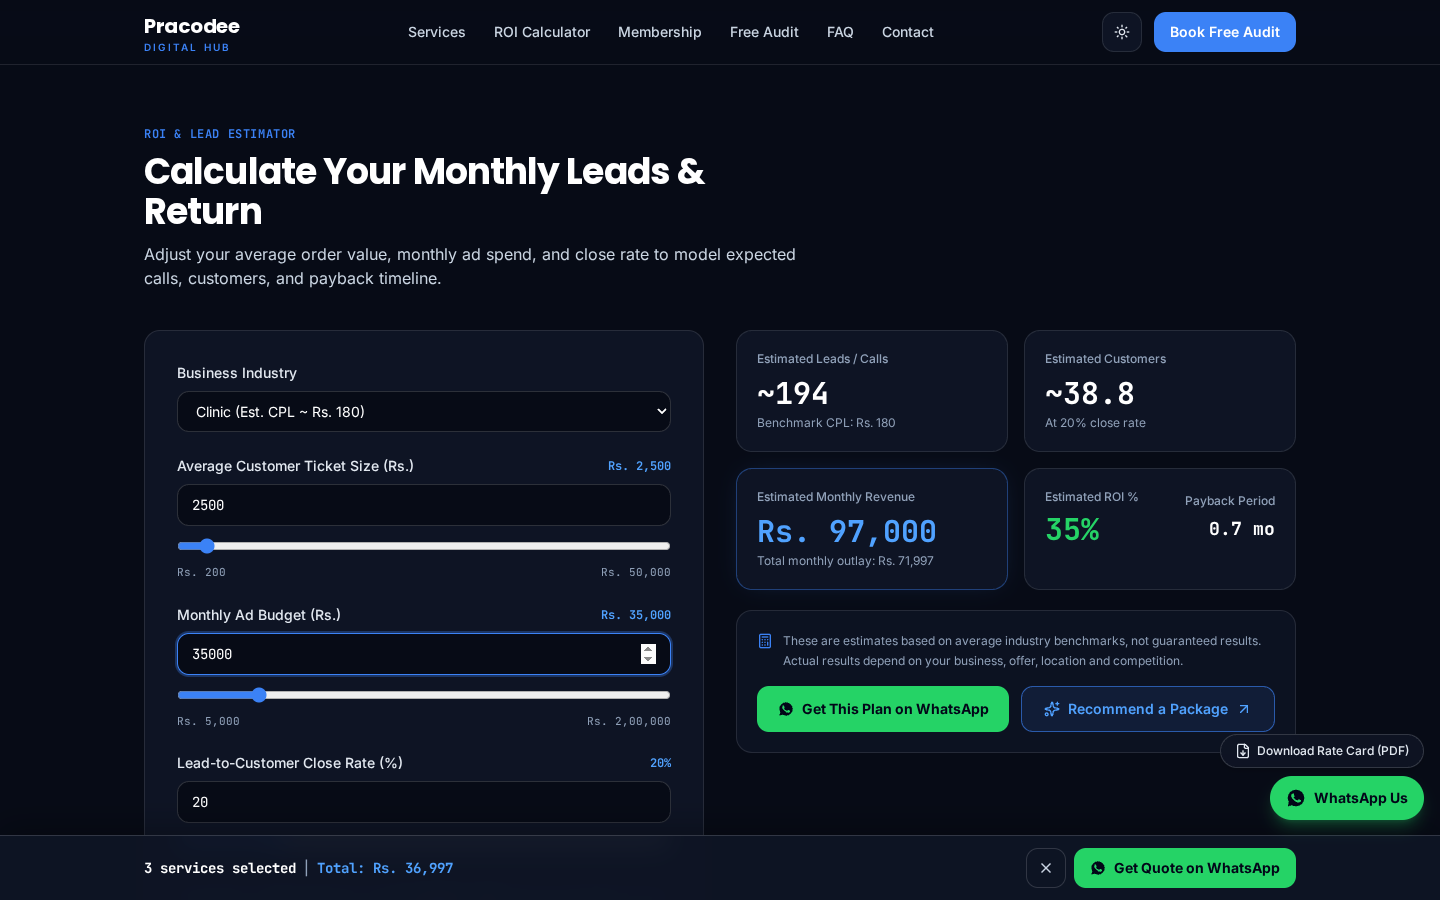 Pracodee
DIGITAL HUB
Services
ROI Calculator
Membership
Free Audit
FAQ
Contact
Book Free Audit
ROI & LEAD ESTIMATOR
Calculate Your Monthly Leads &
Return
Adjust your average order value, monthly ad spend, and close rate to model expected
calls, customers, and payback timeline.
Business Industry
Clinic (Est. CPL ~ Rs. 180)
Average Customer Ticket Size (Rs.)
Rs. 2,500
2500
Rs. 200
Rs. 50,000
Monthly Ad Budget (Rs.)
Rs. 35,000
35000
Rs. 5,000
Rs. 2,00,000
Lead-to-Customer Close Rate (%)
20%
20
Estimated Leads / Calls
~194
Benchmark CPL: Rs. 180
Estimated Customers
~38.8
At 20% close rate
Estimated Monthly Revenue
Rs. 97,000
Total monthly outlay: Rs. 71,997
Estimated ROI %
35%
Payback Period
0.7 mo
These are estimates based on average industry benchmarks, not guaranteed results.
Actual results depend on your business, offer, location and competition.
Get This Plan on WhatsApp
Recommend a Package
Download Rate Card (PDF)
WhatsApp Us
3 services selected | Total: Rs. 36,997
Get Quote on WhatsApp